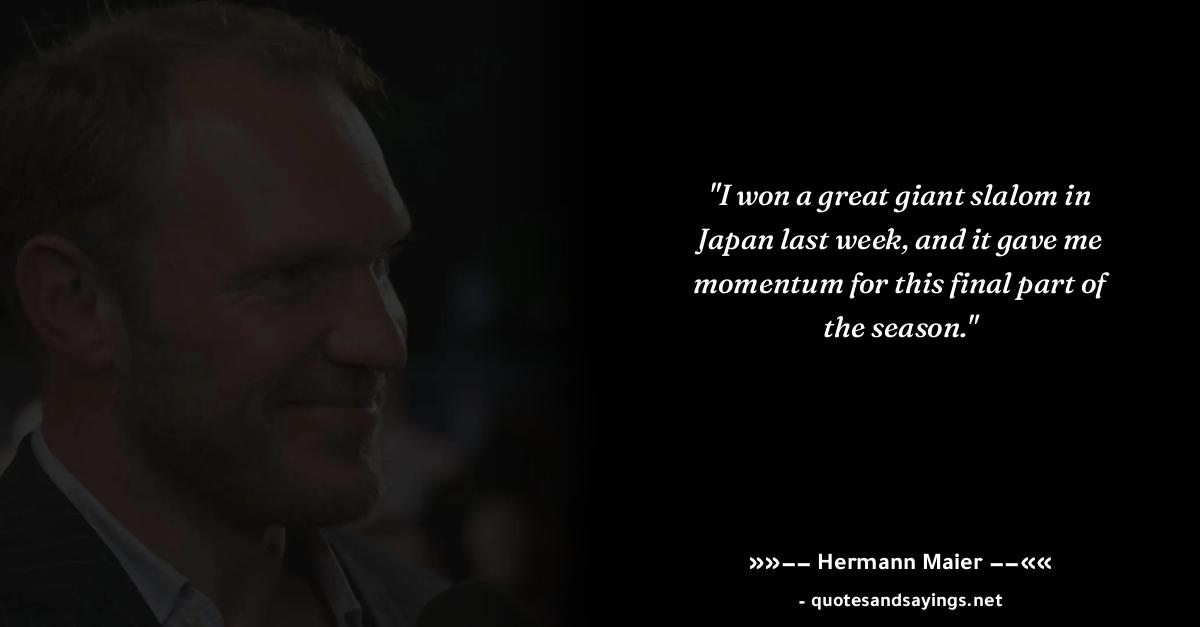 "I won a great giant slalom in
Japan last week, and it gave me
momentum for this final part of
the season."
»»–– Hermann Maier ––««
- quotesandsayings.net